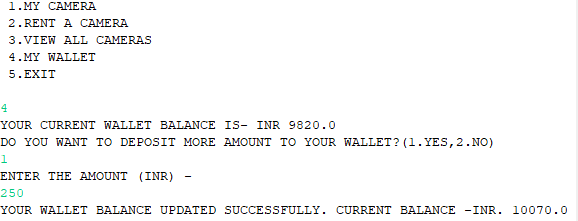 1.MY CAMERA
2.RENT A CAMERA
3.VIEW ALL CAMERAS
4.MY WALLET
5.EXIT
4
YOUR CURRENT WALLET BALANCE IS- INR 9820.0
DO YOU WANT TO DEPOSIT MORE AMOUNT TO YOUR WALLET?(1.YES,2.NO)
1
ENTER THE AMOUNT (INR) -
250
YOUR WALLET BALANCE UPDATED SUCCESSFULLY. CURRENT BALANCE -INR. 10070.0